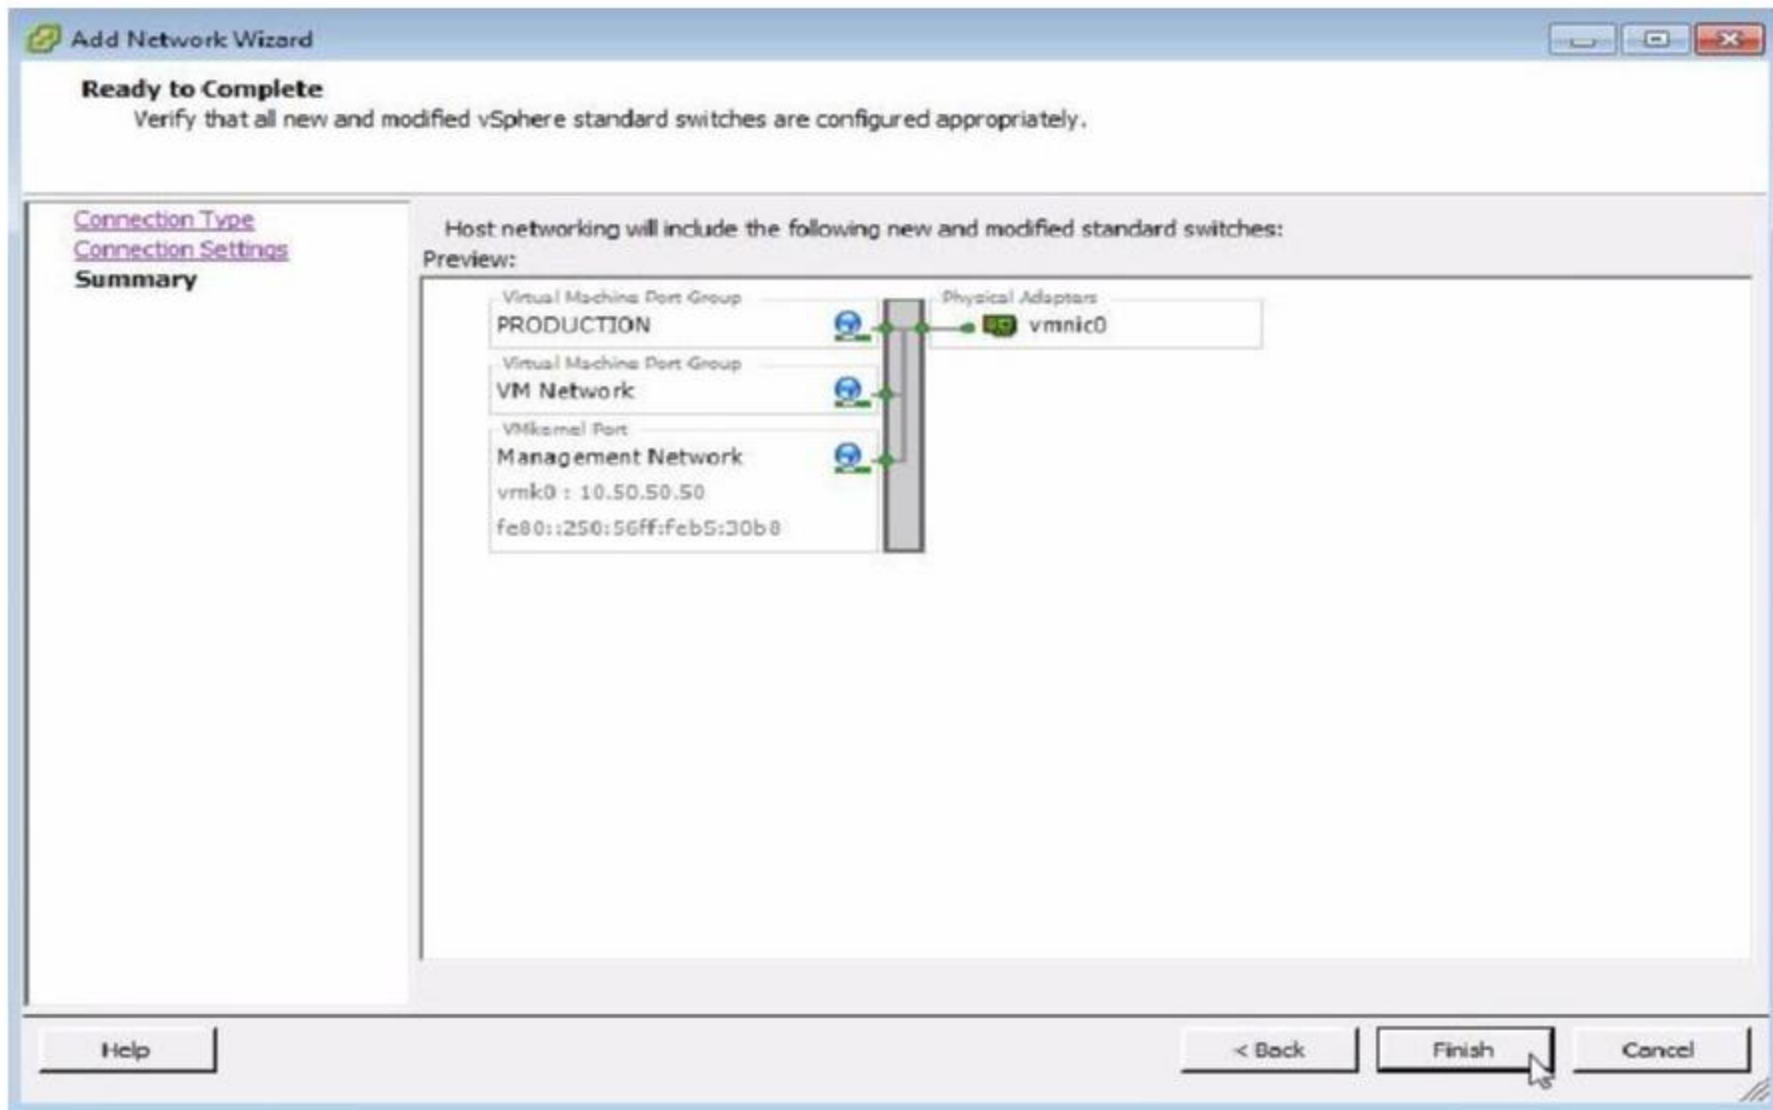 Add Network Wizard
Ready to Complete
Verify that all new and modified vSphere standard switches are configured appropriately.
Connection Type
Connection Settings
Summary
Host networking will include the following new and modified standard switches:
Preview:
Virtual Machine Port Group
PRODUCTION
Physical Adapters
vmnic0
Virtual Machine Port Group
VM Network
VMkernel Port
Management Network
vmk0 : 10.50.50.50
fe80::250:56ff:feb5:30b8
Help
< Back
Finish
Cancel